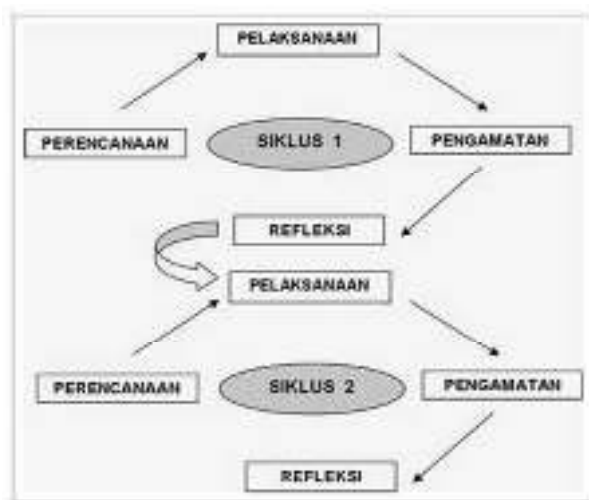 PELAKSANAAN
PERENCANAAN
SIKLUS 1
PENGAMATAN
REFLEKSI
PELAKSANAAN
PERENCANAAN
SIKLUS 2
PENGAMATAN
REFLEKSI